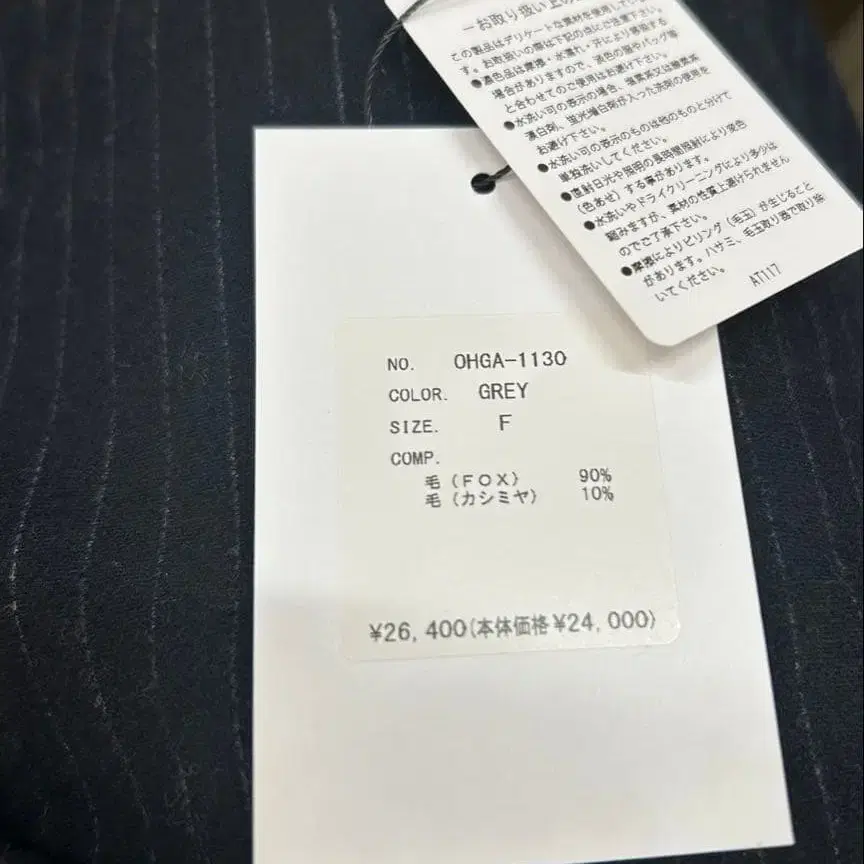 －お取り扱い上の
この製品はデリケートな素材を使用してい
す。お取扱いの際は下記の点にご注意下さい。
●濃色品は摩擦・水濡れ・汗により移染する
場合がありますので、淡色の服やバッグ等
と合わせてのご使用はお避け下さい。
●水洗い可の表示の場合、塩素系又は酸素系
漂白剤、蛍光増白剤が入った洗剤の使用を
お避け下さい。
●水洗い可の表示のものは他のものと分けて
単独洗いしてください。
●直射日光や照明の長時間照射により変色
（色あせ）する事があります。
●水洗いやドライクリーニングにより多少は
縮みますが、素材の性質上避けられません
のでご了承下さい。
●摩擦によりピリング（毛玉）が生じること
があります。ハサミ、毛玉取り器で取り除
いてください。
AT117
NO. OHGA-1130
COLOR. GREY
SIZE. F
COMP.
毛（ＦＯＸ） 90%
毛（カシミヤ） 10%
¥26,400(本体価格¥24,000)